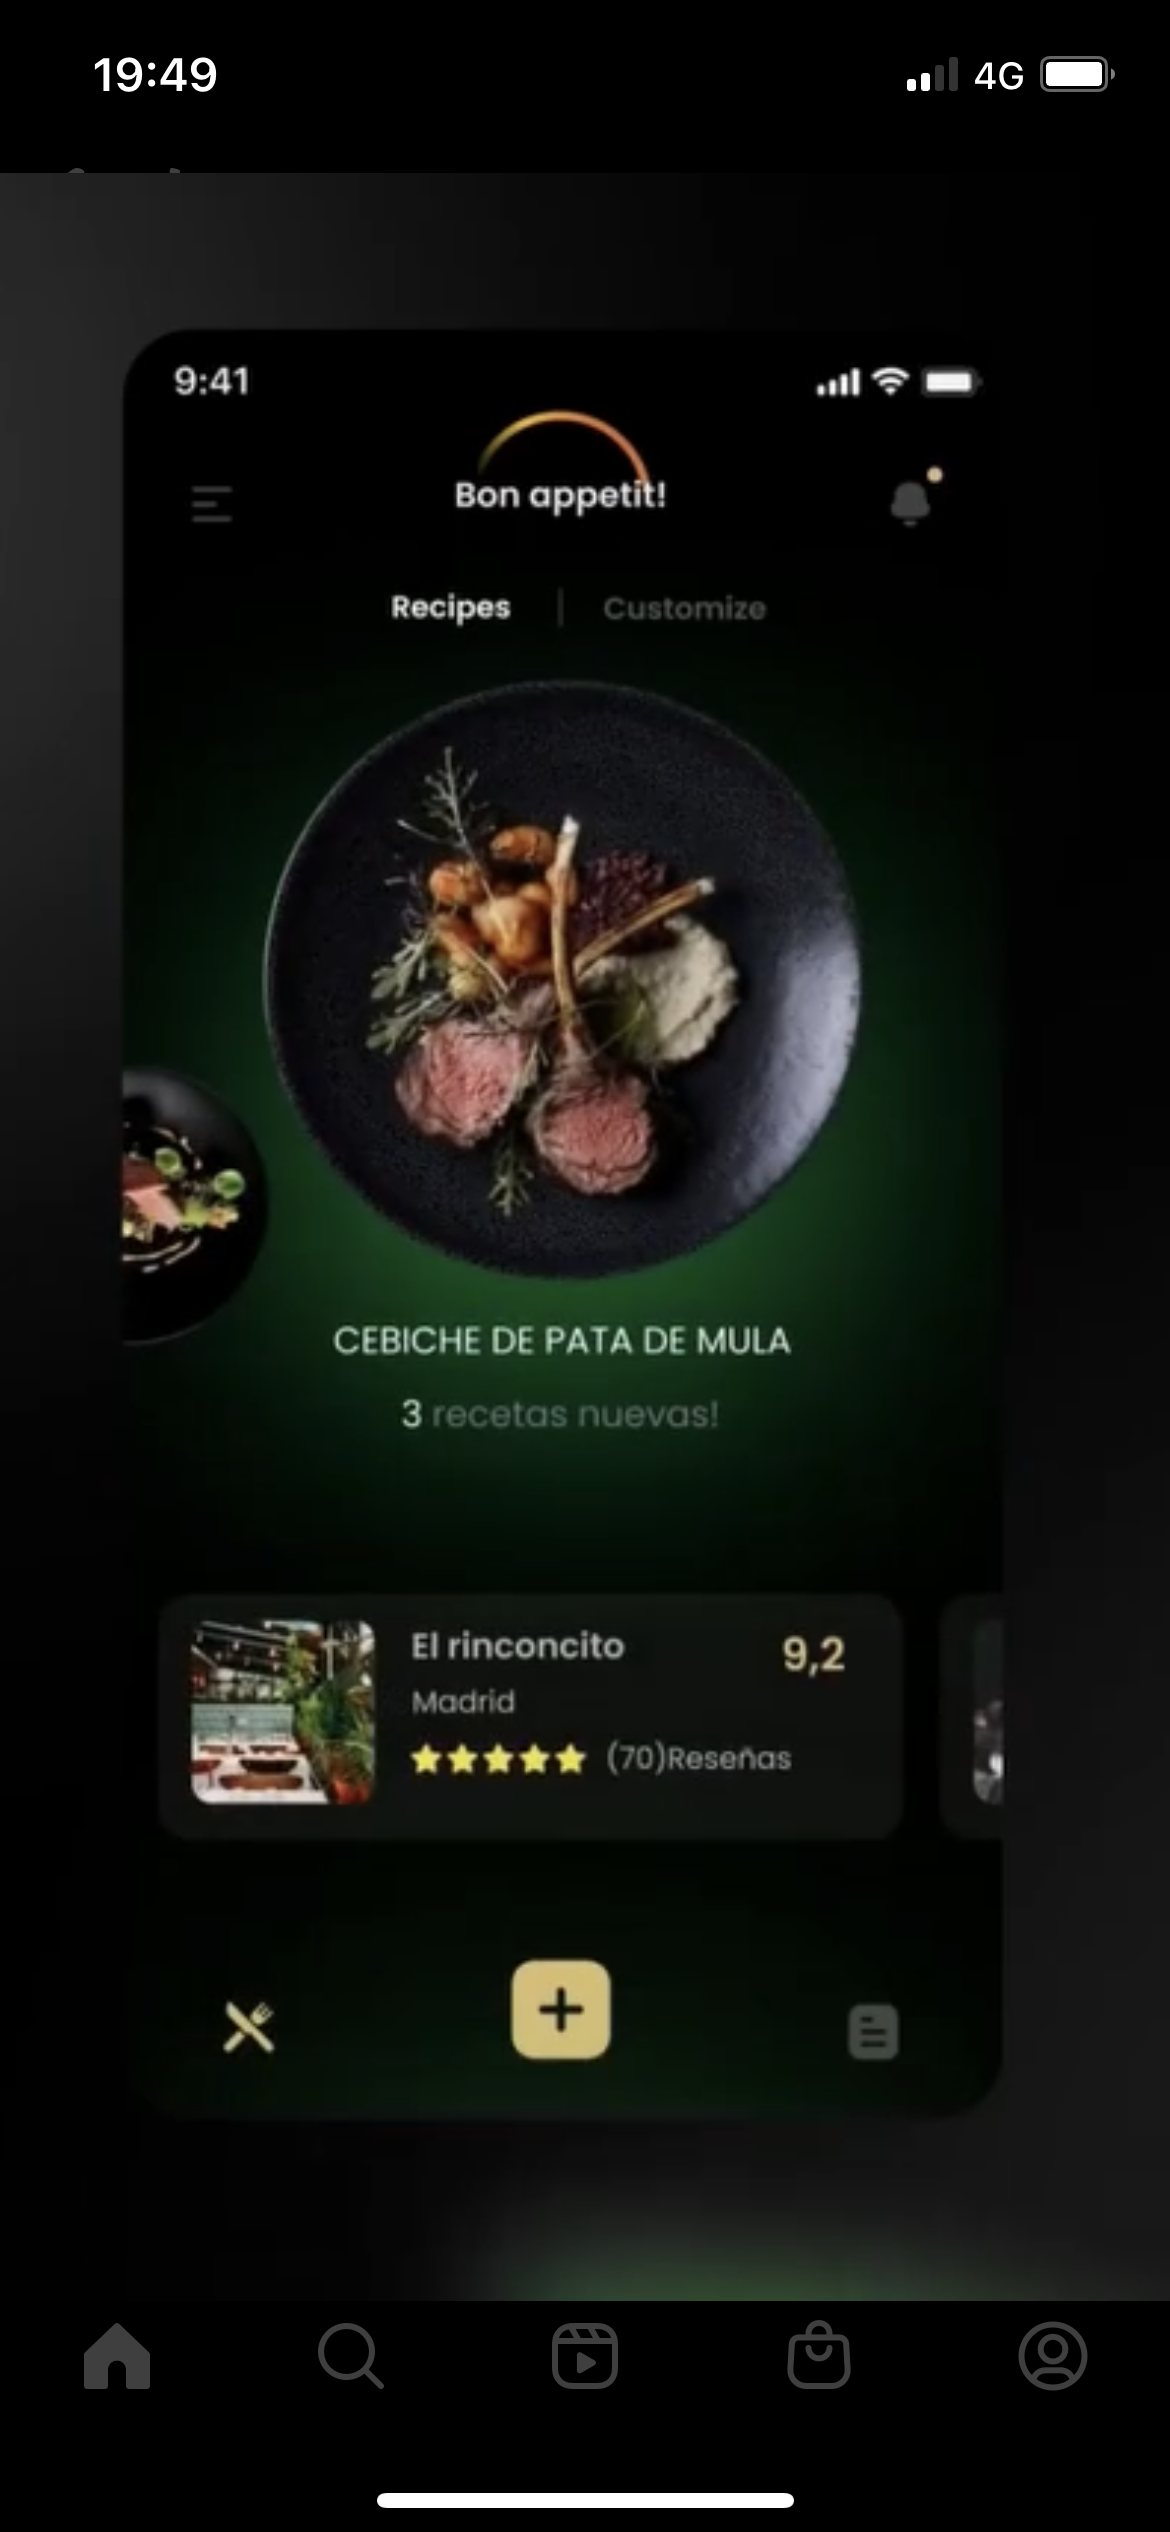 19:49
4G
9:41
Bon appetit!
Recipes | Customize
CEBICHE DE PATA DE MULA
3 recetas nuevas!
El rinconcito
9,2
Madrid
(70)Reseñas